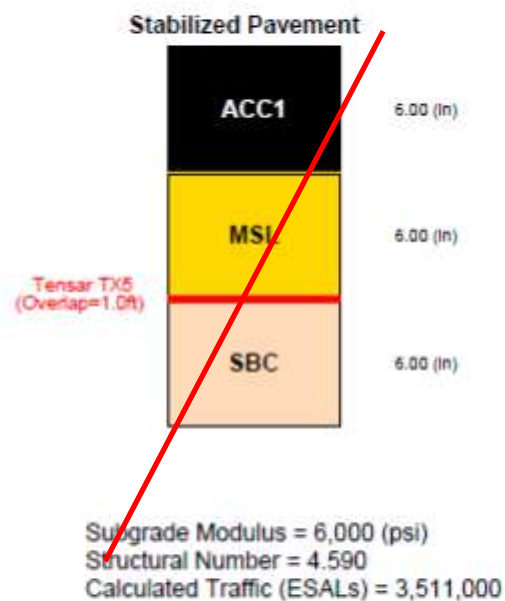 Stabilized Pavement
ACC1
6.00 (in)
MSL
6.00 (in)
Tensar TX5
(Overlap=1.0ft)
SBC
6.00 (in)
Subgrade Modulus = 6,000 (psi)
Structural Number = 4.590
Calculated Traffic (ESALs) = 3,511,000